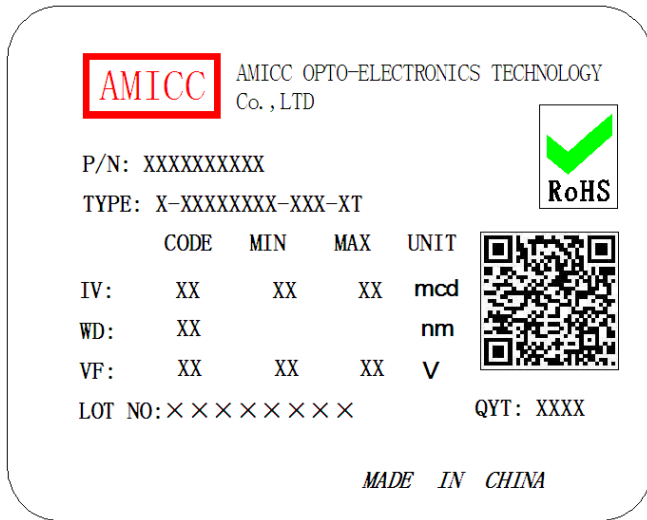 AMICC
AMICC OPTO-ELECTRONICS TECHNOLOGY
Co.,LTD
RoHS
P/N: XXXXXXXXXX
TYPE: X-XXXXXXXX-XXX-XT
CODE MIN MAX UNIT
IV: XX XX XX mcd
WD: XX nm
VF: XX XX XX V
LOT NO:××××××××
QYT: XXXX
MADE IN CHINA